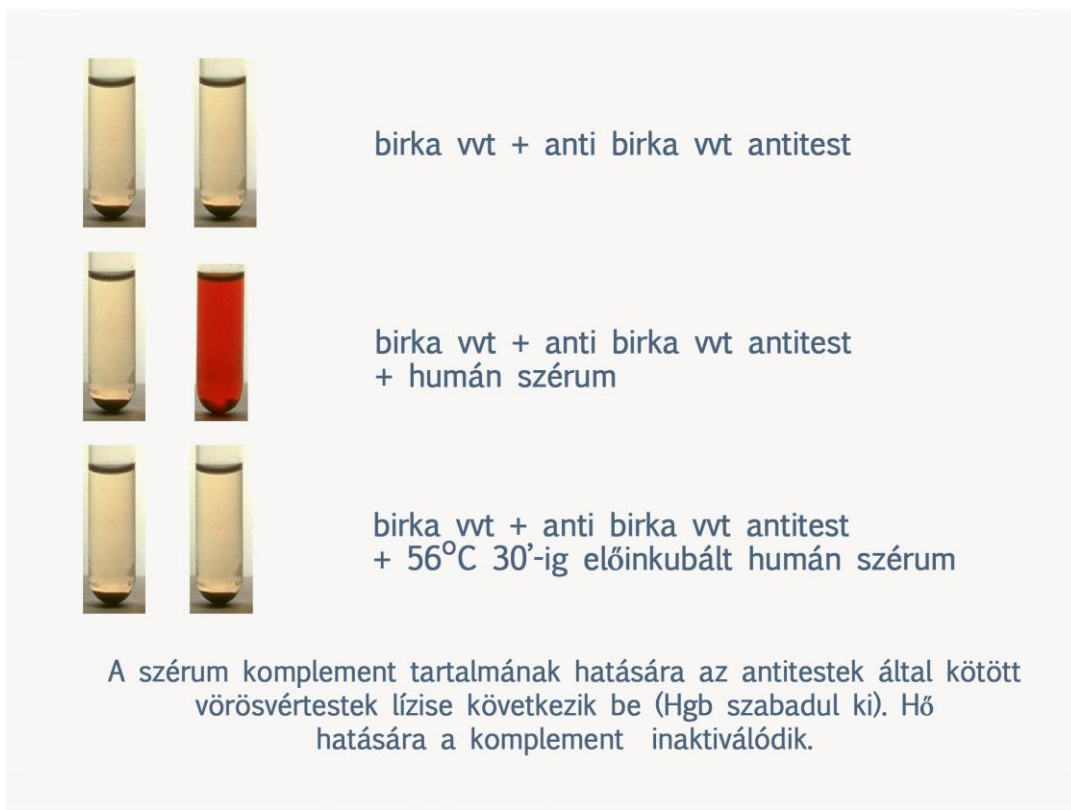 birka vvt + anti birka vvt antitest
birka vvt + anti birka vvt antitest
+ humán szérum
birka vvt + anti birka vvt antitest
+ 56°C 30’-ig előinkubált humán szérum
A szérum komplement tartalmának hatására az antitestek által kötött
vörösvértestek lízise következik be (Hgb szabadul ki). Hő
hatására a komplement inaktiválódik.